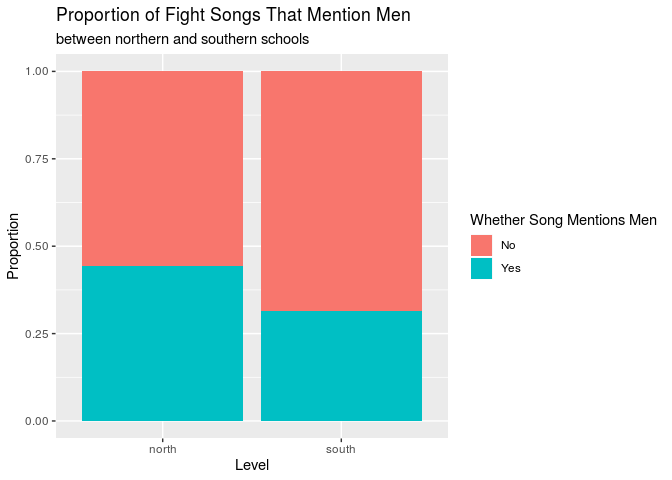 Proportion of Fight Songs That Mention Men
between northern and southern schools
1.00
0.75
0.50
0.25
0.00
Proportion
north south
Level
Whether Song Mentions Men
No
Yes